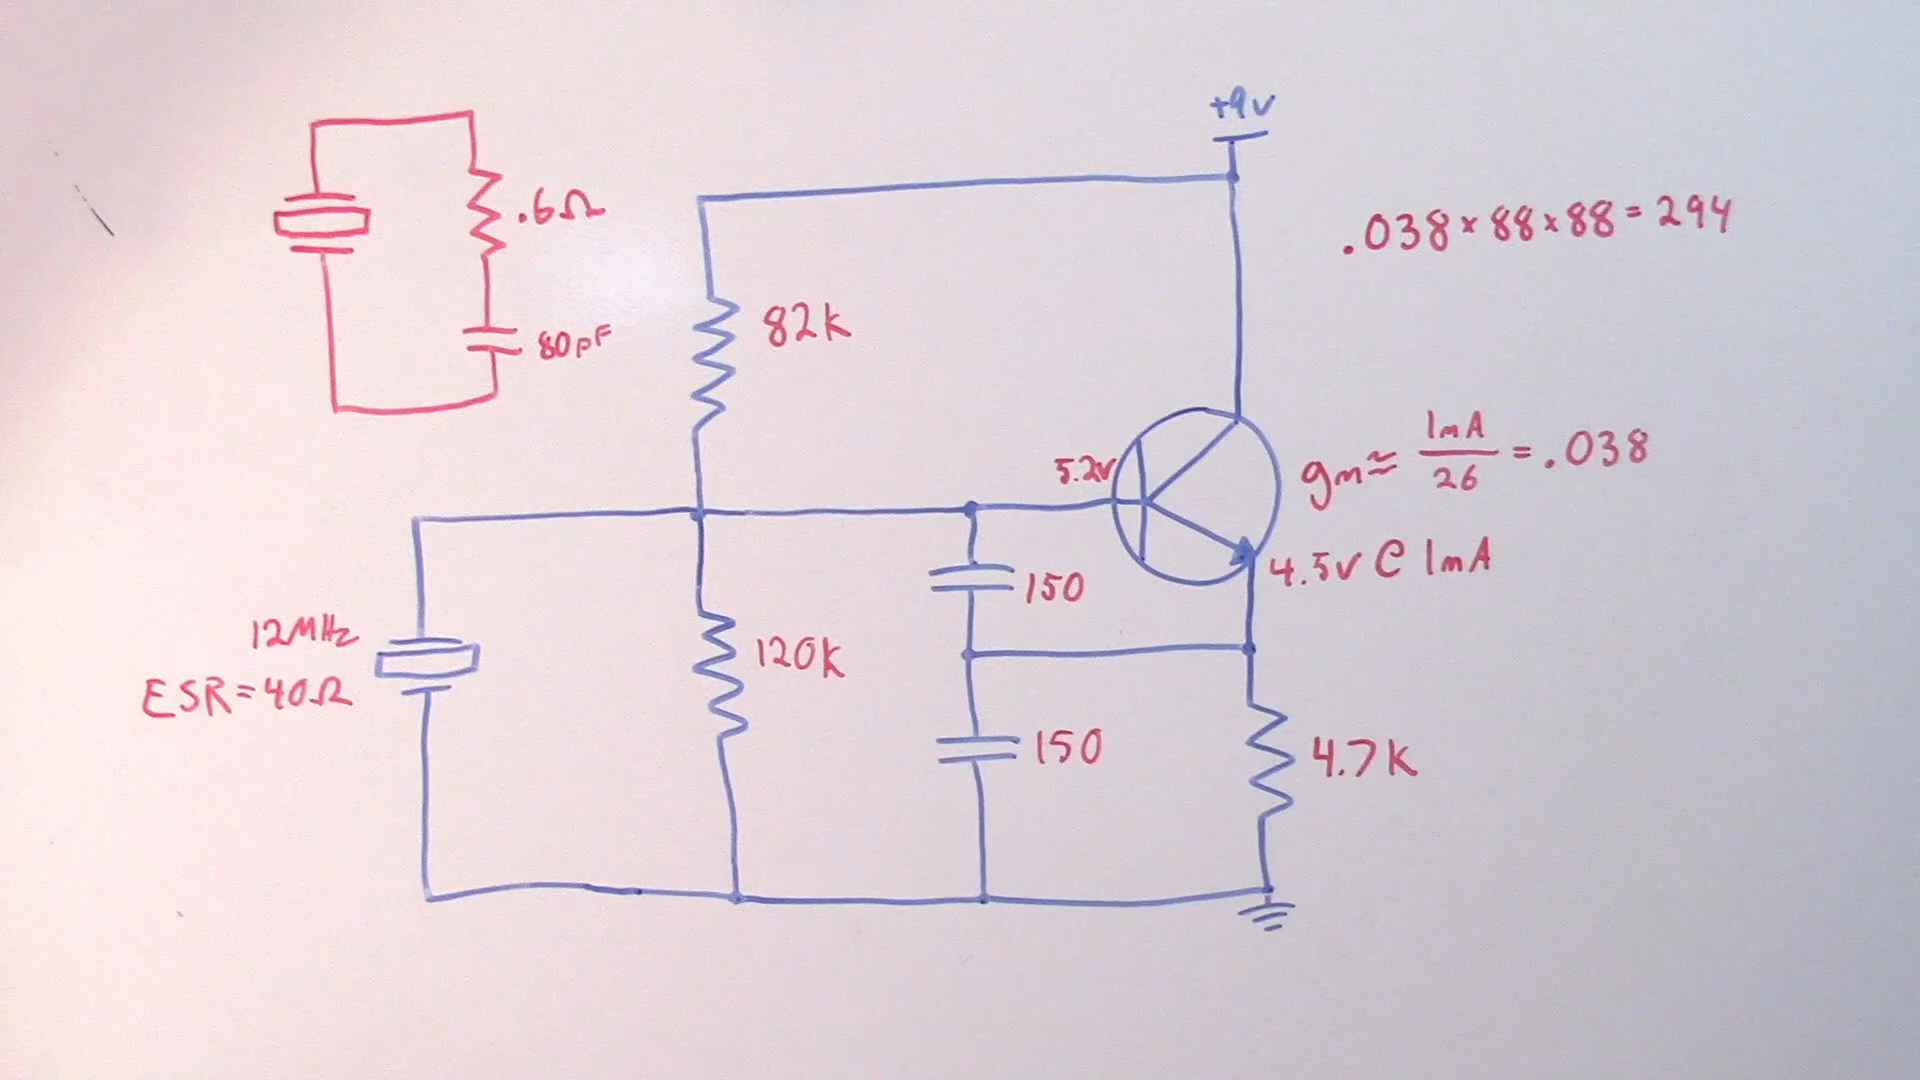 +9v
.6Ω
.038×88×88=294
82K
80pF
gm≈ 1mA/26 = .038
5.2v
4.5v @ 1mA
150
12MHz
120K
ESR=40Ω
150
4.7K